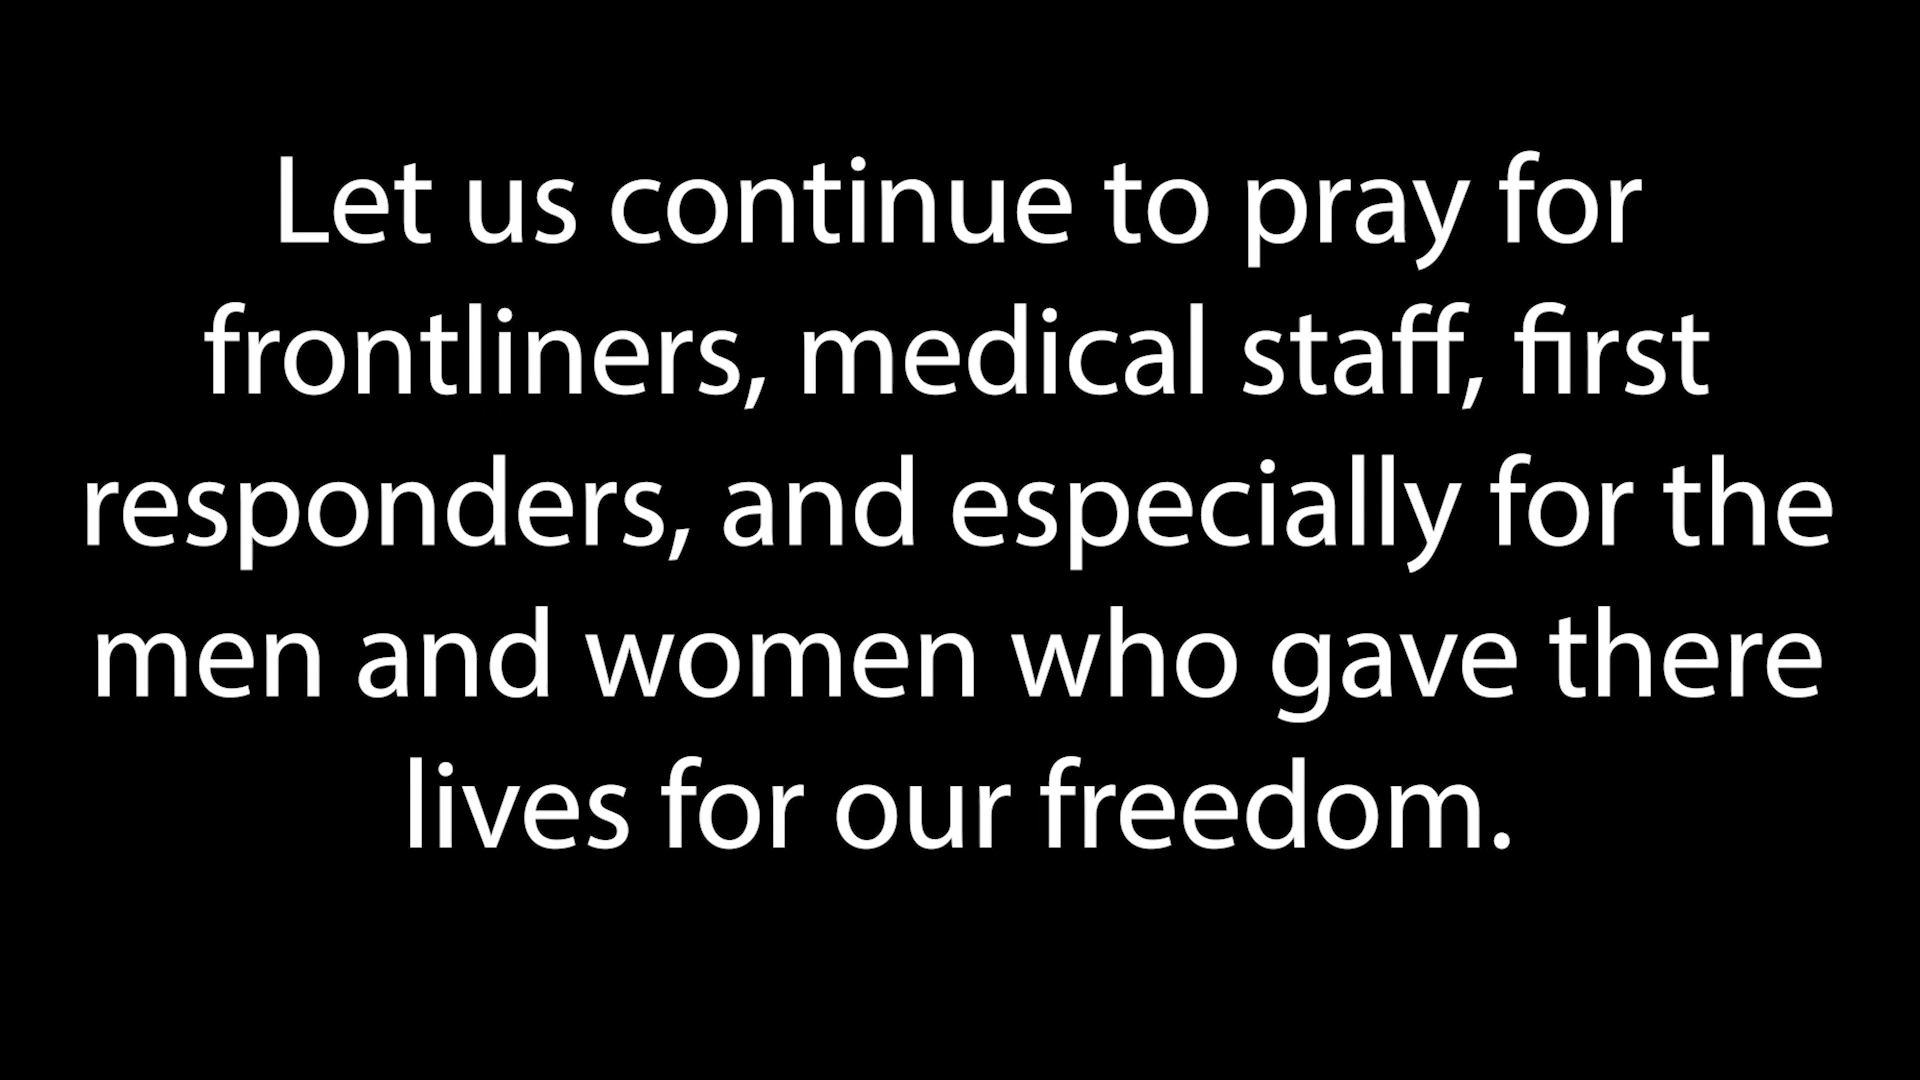 Let us continue to pray for
frontliners, medical staff, first
responders, and especially for the
men and women who gave there
lives for our freedom.